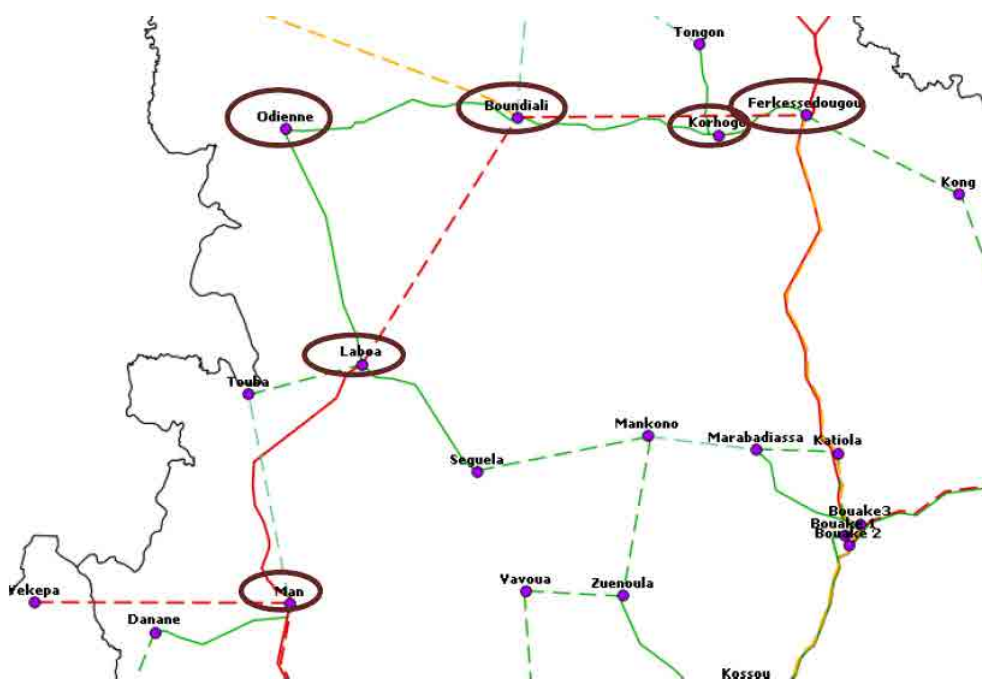 Tongon
Boundiali
Ferkessedougou
Odienne
Korhogo
Kong
Laboa
Touba
Mankono
Marabadiassa
Katiola
Seguela
Bouake3
Bouake 1
Bouake 2
Yekepa
Man
Vavoua
Zuenoula
Danane
Kossou